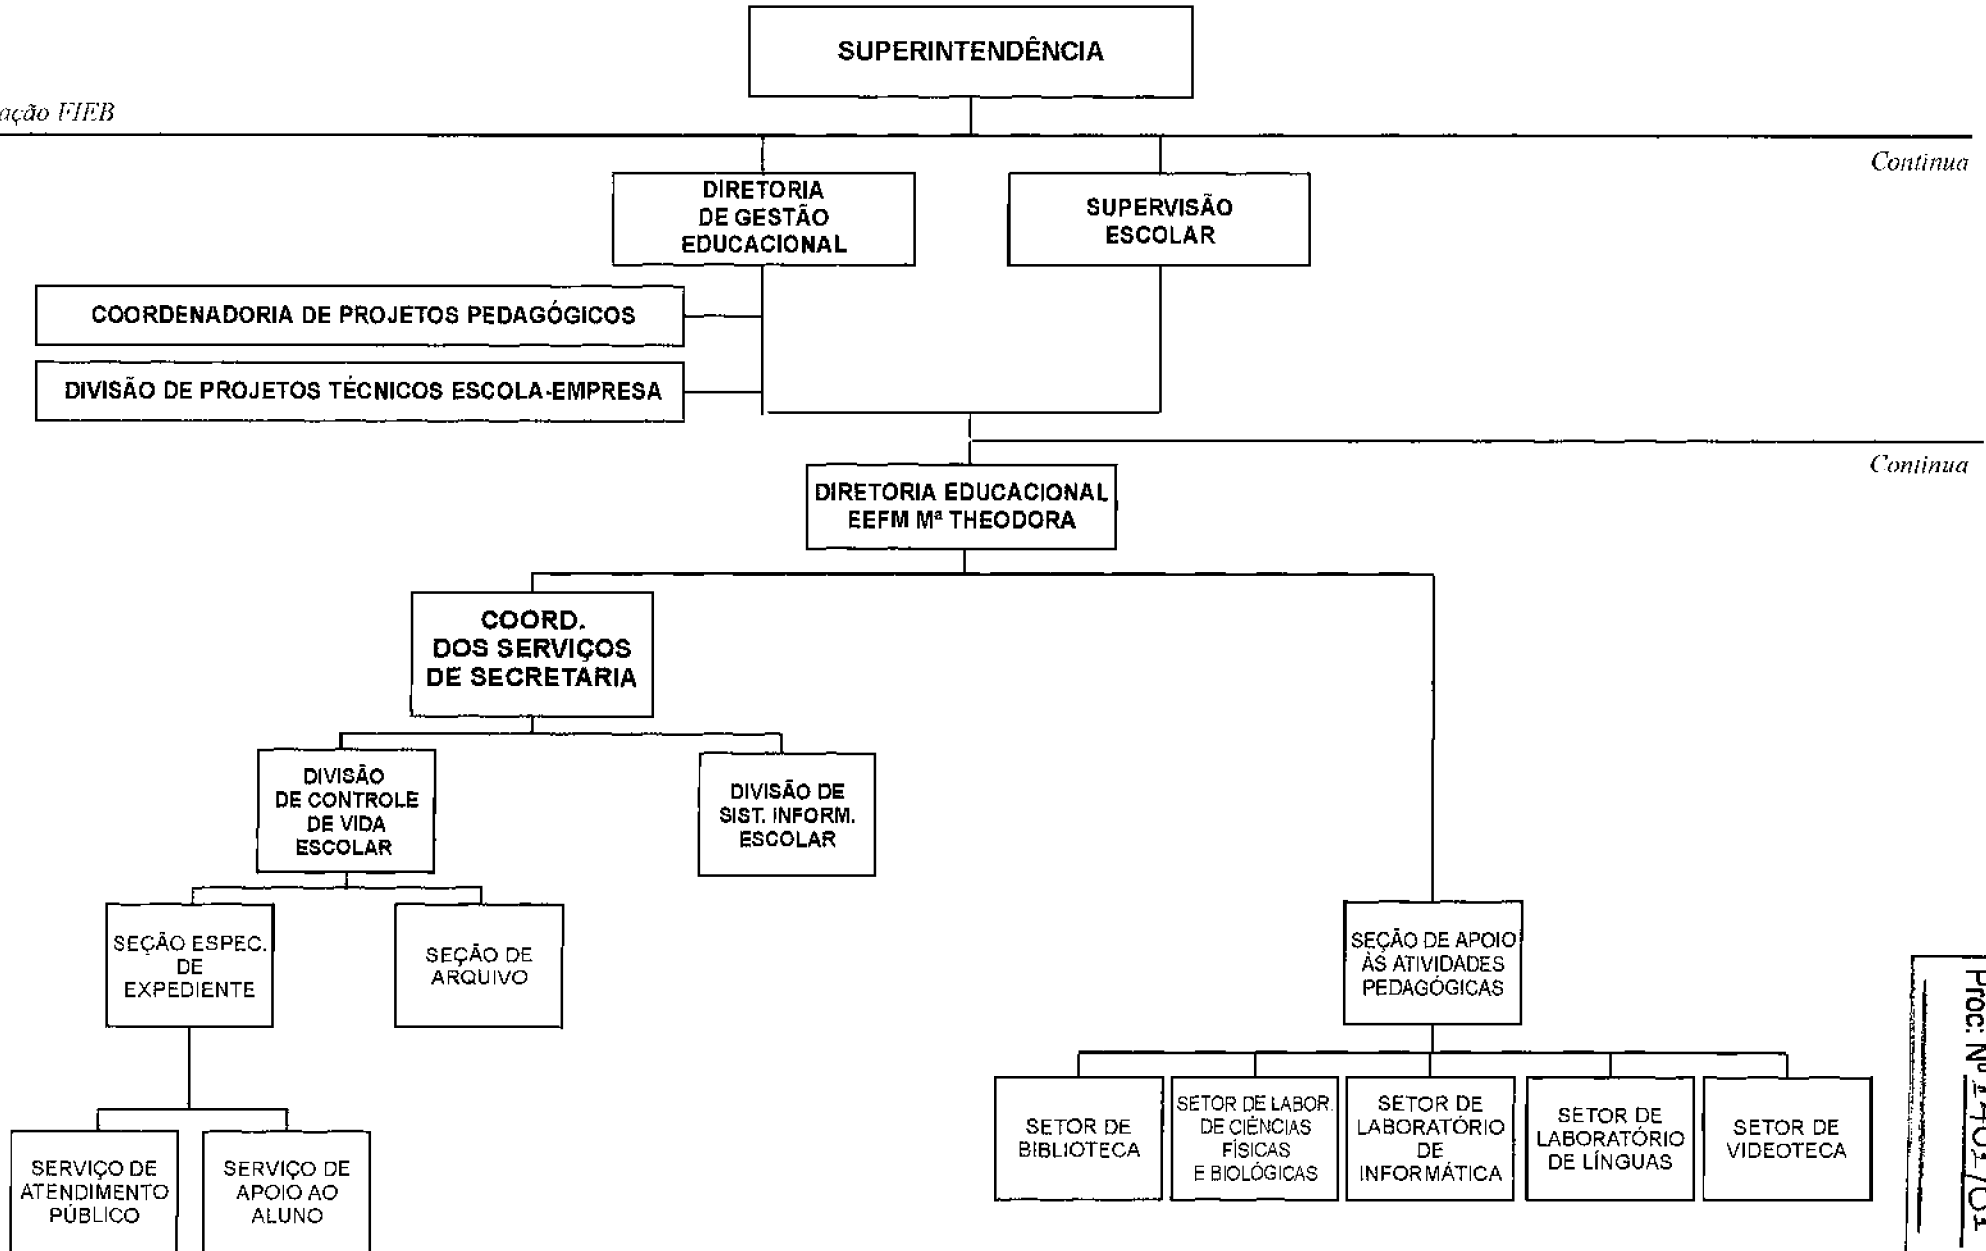 SUPERINTENDÊNCIA
ação FIEB
Continua
DIRETORIA
DE GESTÃO
EDUCACIONAL
SUPERVISÃO
ESCOLAR
COORDENADORIA DE PROJETOS PEDAGÓGICOS
DIVISÃO DE PROJETOS TÉCNICOS ESCOLA-EMPRESA
Continua
DIRETORIA EDUCACIONAL
EEFM Mª THEODORA
COORD.
DOS SERVIÇOS
DE SECRETARIA
DIVISÃO
DE CONTROLE
DE VIDA
ESCOLAR
DIVISÃO DE
SIST. INFORM.
ESCOLAR
SEÇÃO ESPEC.
DE
EXPEDIENTE
SEÇÃO DE
ARQUIVO
SEÇÃO DE APOIO
ÀS ATIVIDADES
PEDAGÓGICAS
SERVIÇO DE
ATENDIMENTO
PÚBLICO
SERVIÇO DE
APOIO AO
ALUNO
SETOR DE
BIBLIOTECA
SETOR DE LABOR.
DE CIÊNCIAS
FÍSICAS
E BIOLÓGICAS
SETOR DE
LABORATÓRIO
DE
INFORMÁTICA
SETOR DE
LABORATÓRIO
DE LÍNGUAS
SETOR DE
VIDEOTECA
Proc. Nº